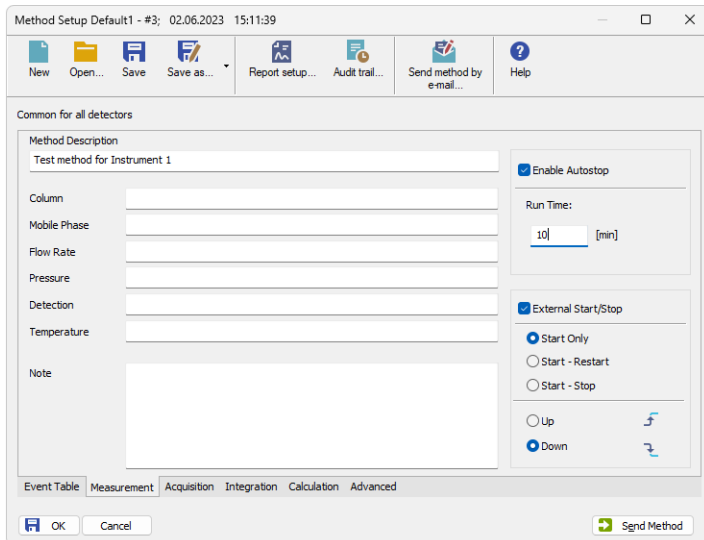 Method Setup Default1 - #3; 02.06.2023 15:11:39
New Open... Save Save as... Report setup... Audit trail... Send method by e-mail... Help
Common for all detectors
Method Description
Test method for Instrument 1
Enable Autostop
Column
Run Time:
Mobile Phase
10 [min]
Flow Rate
Pressure
Detection
External Start/Stop
Temperature
Start Only
Start - Restart
Note
Start - Stop
Up
Down
Event Table Measurement Acquisition Integration Calculation Advanced
OK Cancel Send Method